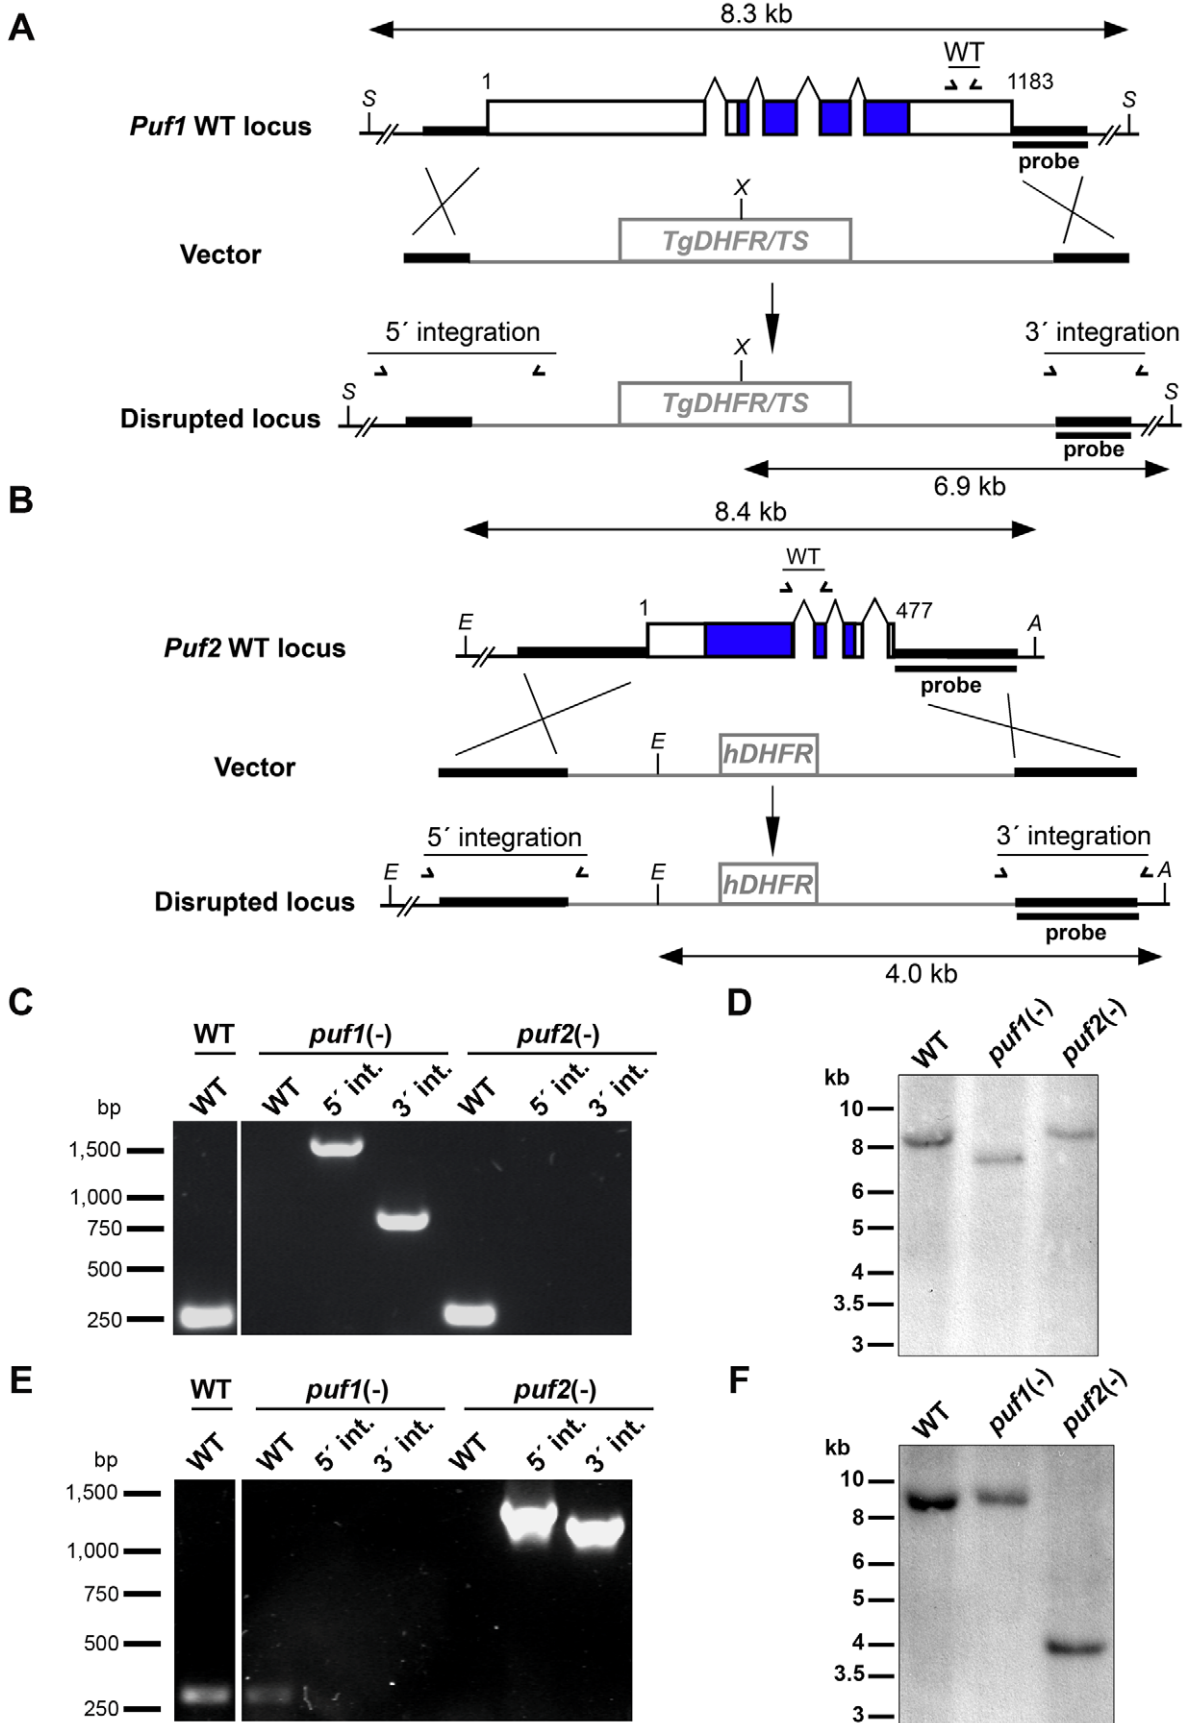 A
8.3 kb
WT
1
1183
S
S
Puf1 WT locus
probe
X
TgDHFR/TS
Vector
5´ integration
3´ integration
X
S
S
TgDHFR/TS
Disrupted locus
probe
6.9 kb
B
8.4 kb
WT
1
477
E
A
Puf2 WT locus
probe
E
hDHFR
Vector
5´ integration
3´ integration
E
E
A
hDHFR
Disrupted locus
probe
4.0 kb
C
WT puf1(-) puf2(-)
bp WT WT 5´ int. 3´ int. WT 5´ int. 3´ int.
1,500
1,000
750
500
250
D
WT puf1(-) puf2(-)
kb
10
8
6
5
4
3.5
3
E
WT puf1(-) puf2(-)
bp WT WT 5´ int. 3´ int. WT 5´ int. 3´ int.
1,500
1,000
750
500
250
F
WT puf1(-) puf2(-)
kb
10
8
6
5
4
3.5
3